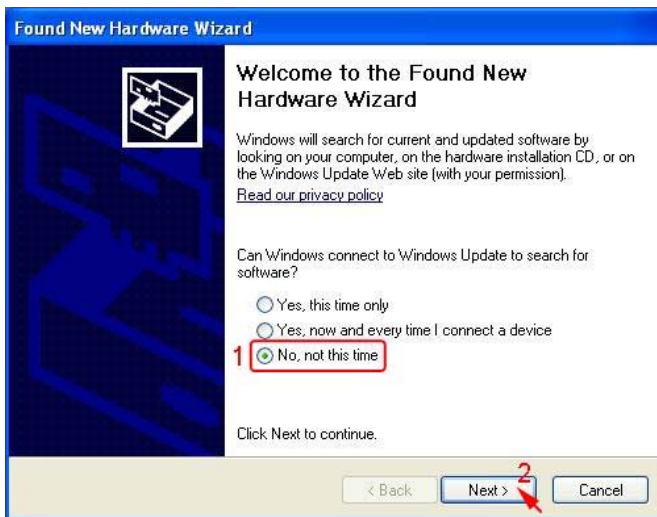 Found New Hardware Wizard
Welcome to the Found New
Hardware Wizard
Windows will search for current and updated software by
looking on your computer, on the hardware installation CD, or on
the Windows Update Web site (with your permission).
Read our privacy policy
Can Windows connect to Windows Update to search for
software?
Yes, this time only
Yes, now and every time I connect a device
1 No, not this time
Click Next to continue.
2
< Back Next > Cancel